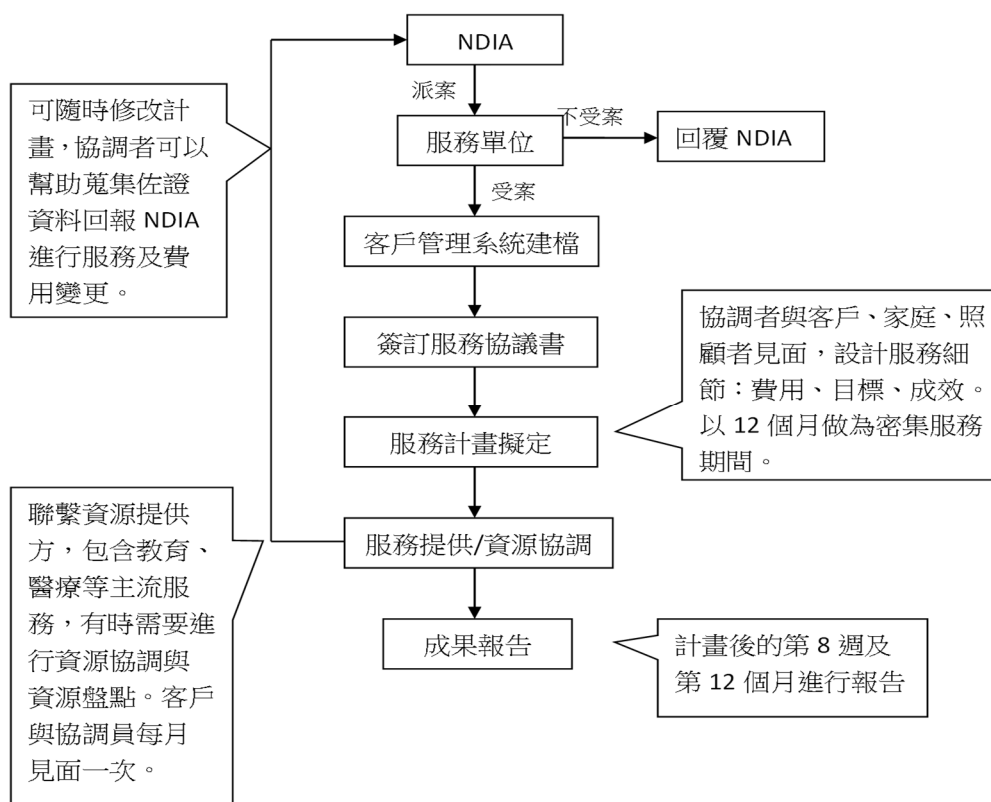 NDIA
派案
可隨時修改計
畫，協調者可以
幫助蒐集佐證
資料回報 NDIA
進行服務及費
用變更。
服務單位
不受案
回覆 NDIA
受案
客戶管理系統建檔
簽訂服務協議書
協調者與客戶、家庭、照
顧者見面，設計服務細
節：費用、目標、成效。
以 12 個月做為密集服務
期間。
服務計畫擬定
聯繫資源提供
方，包含教育、
醫療等主流服
務，有時需要進
行資源協調與
資源盤點。客戶
與協調員每月
見面一次。
服務提供/資源協調
成果報告
計畫後的第 8 週及
第 12 個月進行報告